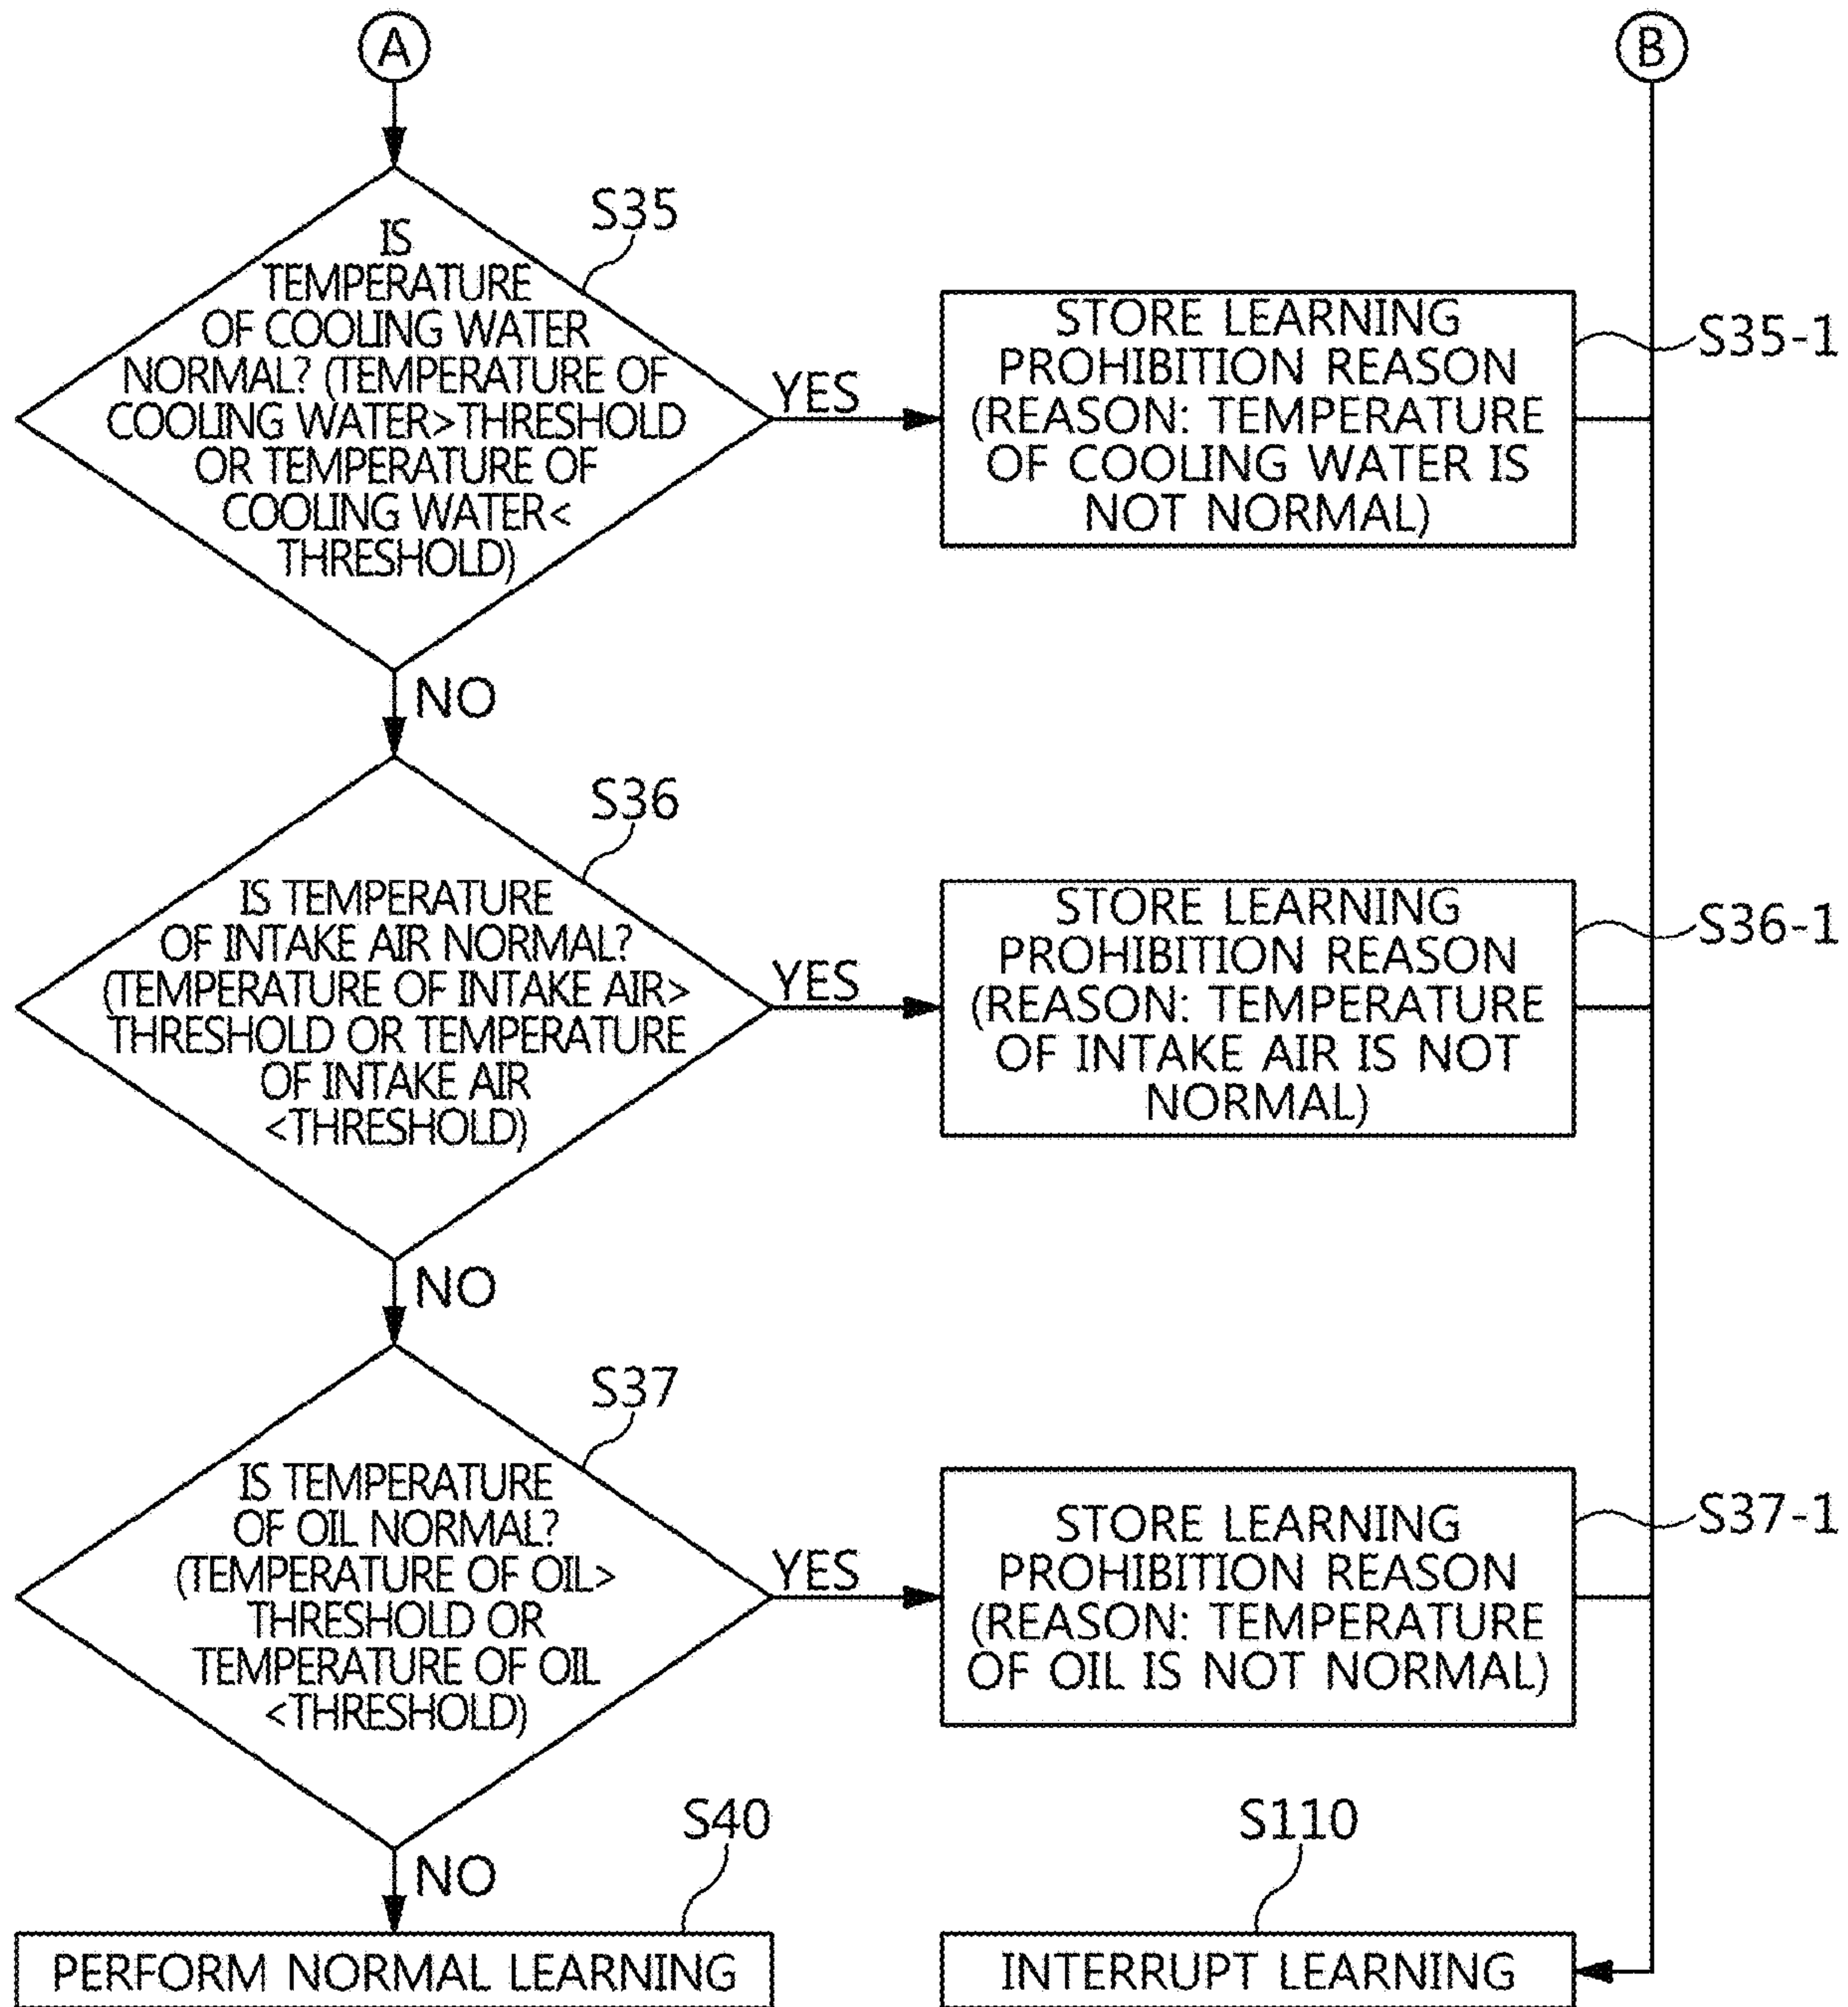 A
B
S35
IS
TEMPERATURE
OF COOLING WATER
NORMAL? (TEMPERATURE OF
COOLING WATER>THRESHOLD
OR TEMPERATURE OF
COOLING WATER<
THRESHOLD)
YES
STORE LEARNING
PROHIBITION REASON
(REASON: TEMPERATURE
OF COOLING WATER IS
NOT NORMAL)
S35-1
NO
S36
IS TEMPERATURE
OF INTAKE AIR NORMAL?
(TEMPERATURE OF INTAKE AIR>
THRESHOLD OR TEMPERATURE
OF INTAKE AIR
<THRESHOLD)
YES
STORE LEARNING
PROHIBITION REASON
(REASON: TEMPERATURE
OF INTAKE AIR IS NOT
NORMAL)
S36-1
NO
S37
IS TEMPERATURE
OF OIL NORMAL?
(TEMPERATURE OF OIL>
THRESHOLD OR
TEMPERATURE OF OIL
<THRESHOLD)
YES
STORE LEARNING
PROHIBITION REASON
(REASON: TEMPERATURE
OF OIL IS NOT NORMAL)
S37-1
NO
S40
PERFORM NORMAL LEARNING
S110
INTERRUPT LEARNING